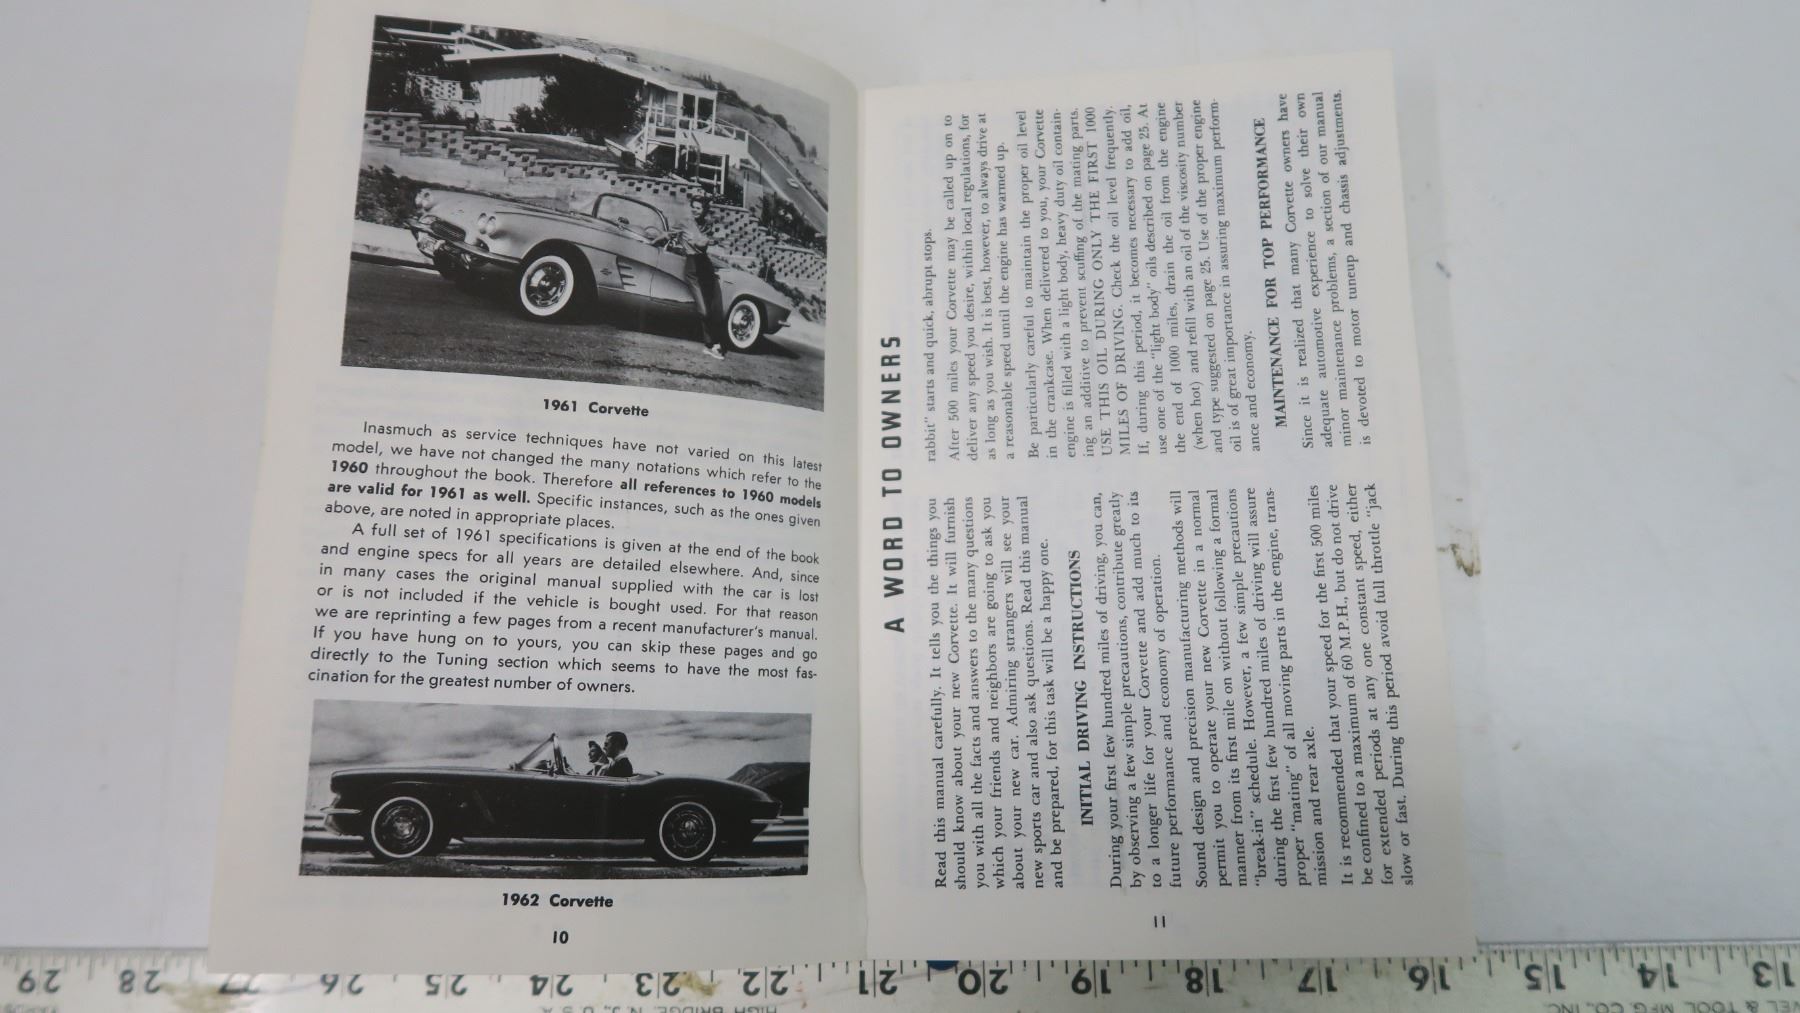 1961 Corvette
Inasmuch as service techniques have not varied on this latest
model, we have not changed the many notations which refer to the
1960 throughout the book. Therefore all references to 1960 models
are valid for 1961 as well. Specific instances, such as the ones given
above, are noted in appropriate places.
A full set of 1961 specifications is given at the end of the book
and engine specs for all years are detailed elsewhere. And, since
in many cases the original manual supplied with the car is lost
or is not included if the vehicle is bought used. For that reason
we are reprinting a few pages from a recent manufacturer's manual.
If you have hung on to yours, you can skip these pages and go
directly to the Tuning section which seems to have the most fas-
cination for the greatest number of owners.
1962 Corvette
10
A WORD TO OWNERS
Read this manual carefully. It tells you the things you
should know about your new Corvette. It will furnish
you with all the facts and answers to the many questions
which your friends and neighbors are going to ask you
about your new car. Admiring strangers will see your
new sports car and also ask questions. Read this manual
and be prepared, for this task will be a happy one.
INITIAL DRIVING INSTRUCTIONS
During your first few hundred miles of driving, you can,
by observing a few simple precautions, contribute greatly
to a longer life for your Corvette and add much to its
future performance and economy of operation.
Sound design and precision manufacturing methods will
permit you to operate your new Corvette in a normal
manner from its first mile on without following a formal
"break-in" schedule. However, a few simple precautions
during the first few hundred miles of driving will assure
proper "mating" of all moving parts in the engine, trans-
mission and rear axle.
It is recommended that your speed for the first 500 miles
be confined to a maximum of 60 M.P.H., but do not drive
for extended periods at any one constant speed, either
slow or fast. During this period avoid full throttle "jack
rabbit" starts and quick, abrupt stops.
After 500 miles your Corvette may be called up on to
deliver any speed you desire, within local regulations, for
as long as you wish. It is best, however, to always drive at
a reasonable speed until the engine has warmed up.
Be particularly careful to maintain the proper oil level
in the crankcase. When delivered to you, your Corvette
engine is filled with a light body, heavy duty oil contain-
ing an additive to prevent scuffing of the mating parts.
USE THIS OIL DURING ONLY THE FIRST 1000
MILES OF DRIVING. Check the oil level frequently.
If, during this period, it becomes necessary to add oil,
use one of the "light body" oils described on page 25. At
the end of 1000 miles, drain the oil from the engine
(when hot) and refill with an oil of the viscosity number
and type suggested on page 25. Use of the proper engine
oil is of great importance in assuring maximum perform-
ance and economy.
MAINTENANCE FOR TOP PERFORMANCE
Since it is realized that many Corvette owners have
adequate automotive experience to solve their own
minor maintenance problems, a section of our manual
is devoted to motor tuneup and chassis adjustments.
11
29 28 27 26 25 24 23 22 21 20 19 18 17 16 15 14 13
HIGH BRIDGE, N. J., U. S. A.
VEL & TOOL MFG. CO., INC.